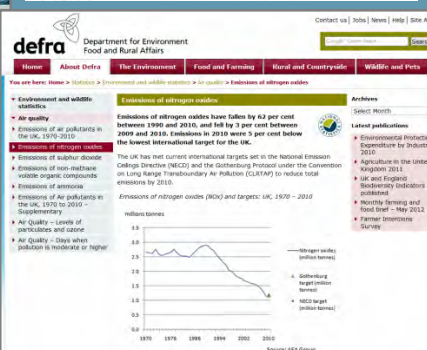 Contact us | Jobs | News | Help | Site A
defra
Department for Environment
Food and Rural Affairs
Search
Home
About Defra
The Environment
Food and Farming
Rural and Countryside
Wildlife and Pets
You are here: Home > Statistics > Environment and wildlife statistics > Air quality > Emissions of nitrogen oxides
Environment and wildlife
statistics
Air quality
Emissions of air pollutants in
the UK, 1970-2010
Emissions of nitrogen oxides
Emissions of sulphur dioxide
Emissions of non-methane
volatile organic compounds
Emissions of ammonia
Emissions of Air pollutants in
the UK, 1970 to 2010 –
Supplementary
Air Quality – Levels of
particulates and ozone
Air Quality – Days when
pollution is moderate or higher
Emissions of nitrogen oxides
Emissions of nitrogen oxides have fallen by 62 per cent
between 1990 and 2010, and fell by 3 per cent between
2009 and 2010. Emissions in 2010 were 5 per cent below
the lowest international target for the UK.
The UK has met current international targets set in the National Emission
Ceilings Directive (NECD) and the Gothenburg Protocol under the Convention
on Long Range Transboundary Air Pollution (CLRTAP) to reduce total
emissions by 2010.
Emissions of nitrogen oxides (NOx) and targets: UK, 1970 – 2010
Millions tonnes
3.5
3.0
2.5
2.0
1.5
1.0
0.5
0.0
1970 1978 1986 1994 2002 2010
Nitrogen oxides
(million tonnes)
Gothenburg
target (million
tonnes)
NECD target
(million tonnes)
Source: AEA Group
Archives
Select Month
Latest publications
Environmental Protectio
Expenditure by Industr
2010
Agriculture in the Unite
Kingdom 2011
UK and England
Biodiversity Indicators
published
Monthly farming and
food brief – May 2012
Farmer Intentions
Survey